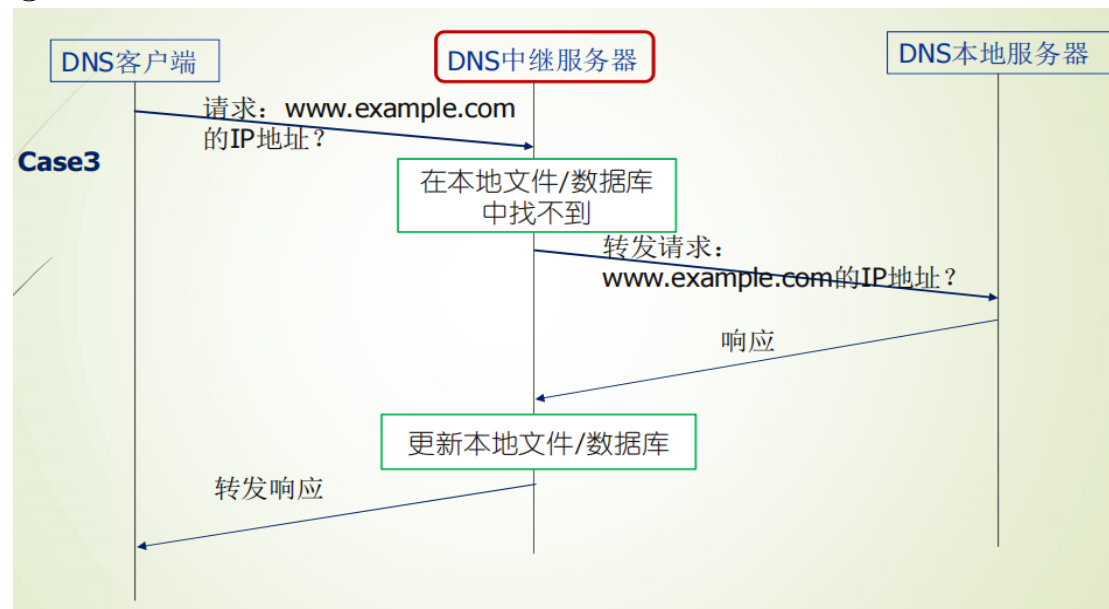 DNS客户端
DNS中继服务器
DNS本地服务器
请求：www.example.com
的IP地址？
Case3
在本地文件/数据库
中找不到
转发请求：
www.example.com的IP地址？
响应
更新本地文件/数据库
转发响应